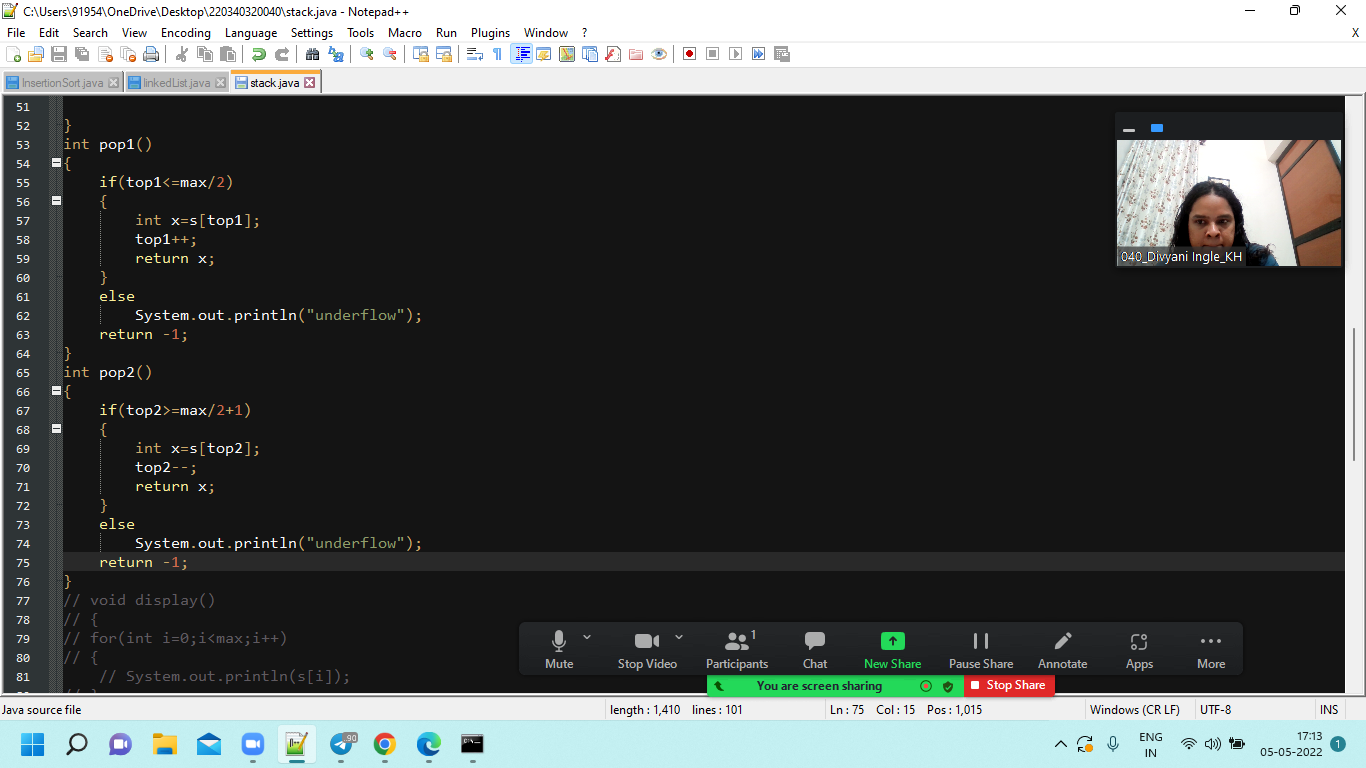 C:\Users\91954\OneDrive\Desktop\220340320040\stack.java - Notepad++
File Edit Search View Encoding Language Settings Tools Macro Run Plugins Window ? X
InsertionSort.java linkedList.java stack.java
51
52 }
53 int pop1()
54 {
55 if(top1<=max/2)
56 {
57 int x=s[top1];
58 top1++;
59 return x;
60 }
61 else
62 System.out.println("underflow");
63 return -1;
64 }
65 int pop2()
66 {
67 if(top2>=max/2+1)
68 {
69 int x=s[top2];
70 top2--;
71 return x;
72 }
73 else
74 System.out.println("underflow");
75 return -1;
76 }
77 // void display()
78 // {
79 // for(int i=0;i<max;i++)
80 // {
81 // System.out.println(s[i]);
040_Divyani Ingle_KH
1
Mute Stop Video Participants Chat New Share Pause Share Annotate Apps More
You are screen sharing Stop Share
Java source file length : 1,410 lines : 101 Ln : 75 Col : 15 Pos : 1,015 Windows (CR LF) UTF-8 INS
90
ENG
IN
17:13
05-05-2022
1